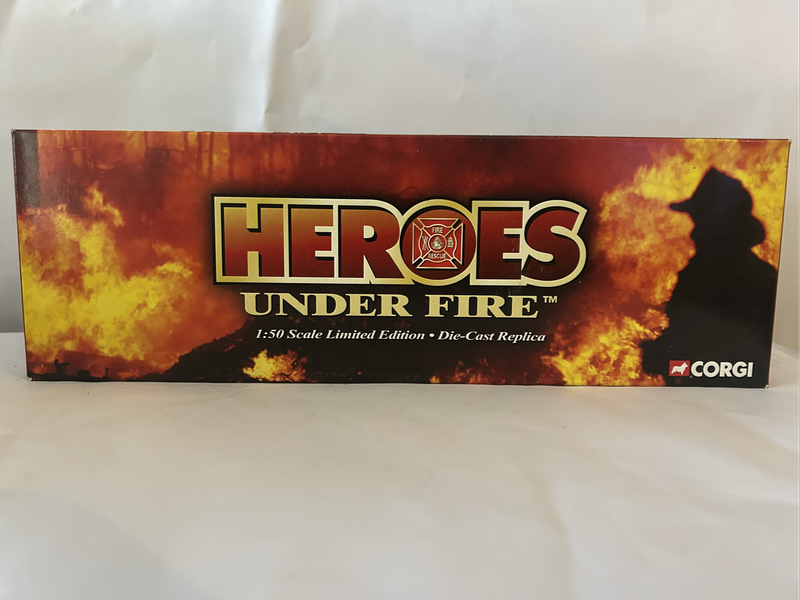 HEROES
FIRE
RESCUE
UNDER FIRE™
1:50 Scale Limited Edition • Die-Cast Replica
CORGI